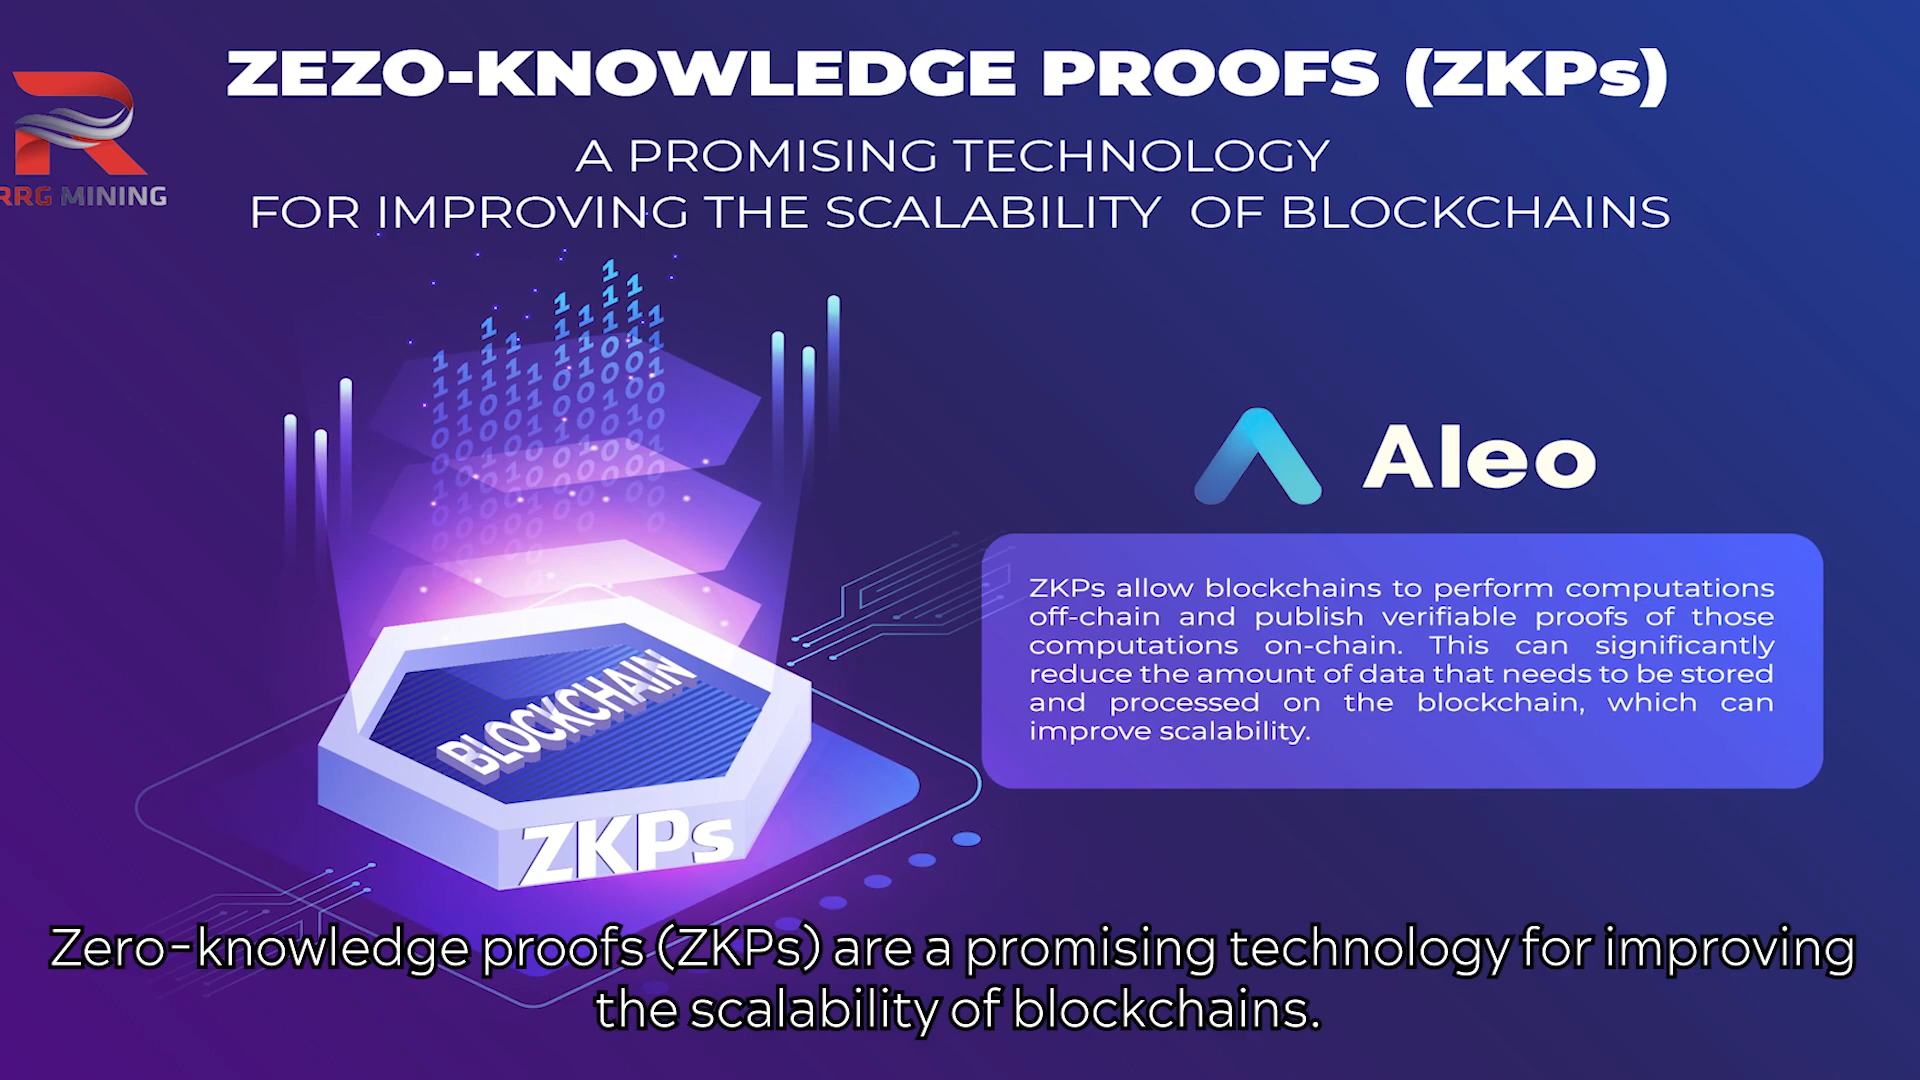 ZEZO-KNOWLEDGE PROOFS (ZKPs)
A PROMISING TECHNOLOGY
FOR IMPROVING THE SCALABILITY OF BLOCKCHAINS
RRG MINING
Aleo
ZKPs allow blockchains to perform computations
off-chain and publish verifiable proofs of those
computations on-chain. This can significantly
reduce the amount of data that needs to be stored
and processed on the blockchain, which can
improve scalability.
BLOCKCHAIN
ZKPs
Zero-knowledge proofs (ZKPs) are a promising technology for improving
the scalability of blockchains.